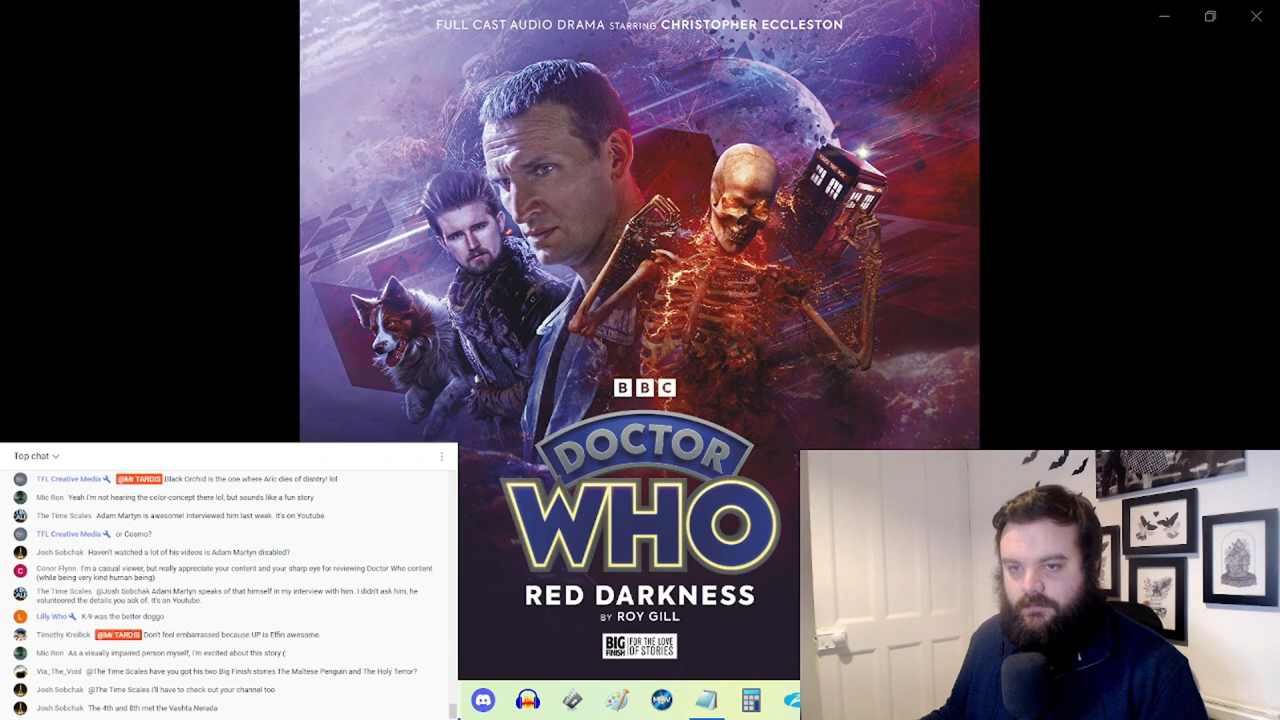 FULL CAST AUDIO DRAMA STARRING CHRISTOPHER ECCLESTON
POLICE BOX
BBC
DOCTOR
WHO
RED DARKNESS
BY ROY GILL
BIG FINISH FOR THE LOVE OF STORIES
Top chat
TFL Creative Media @Mr TARDIS Black Orchid is the one where Aric dies of disntry! lol
Mic Ron Yeah I'm not hearing the color-concept there lol, but sounds like a fun story
The Time Scales Adam Martyn is awesome! Interviewed him last week. It's on Youtube.
TFL Creative Media or Cosmo?
Josh Sobchak Haven't watched a lot of his videos is Adam Martyn disabled?
Conor Flynn I'm a casual viewer, but really appreciate your content and your sharp eye for reviewing Doctor Who content
(while being very kind human being)
The Time Scales @Josh Sobchak Adam Martyn speaks of that himself in my interview with him. I didn't ask him, he
volunteered the details you ask of. It's on Youtube.
Lilly Who K-9 was the better doggo
Timothy Kreilick @Mr TARDIS Don't feel embarrassed because UP is Effin awesome.
Mic Ron As a visually impaired person myself, I'm excited about this story (:
Via_The_Void @The Time Scales have you got his two Big Finish stories The Maltese Penguin and The Holy Terror?
Josh Sobchak @The Time Scales I'll have to check out your channel too
Josh Sobchak The 4th and 8th met the Vashta Nerada